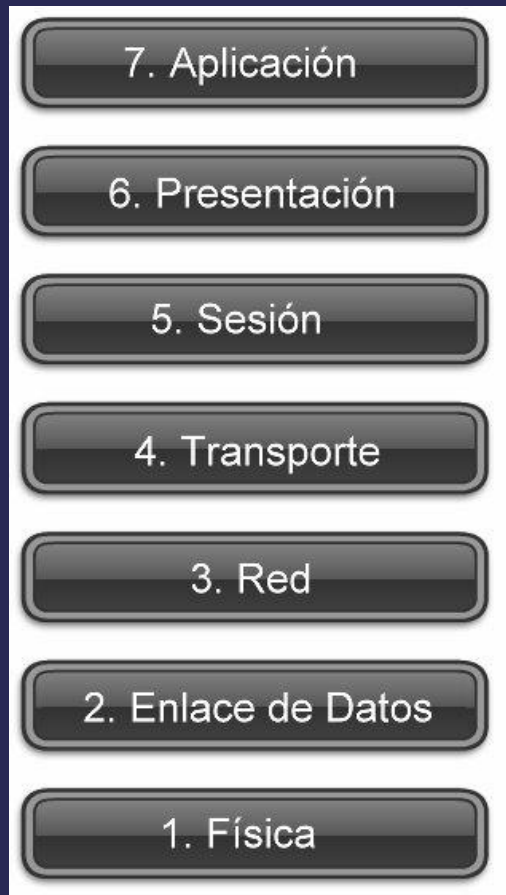 7. Aplicación
6. Presentación
5. Sesión
4. Transporte
3. Red
2. Enlace de Datos
1. Física